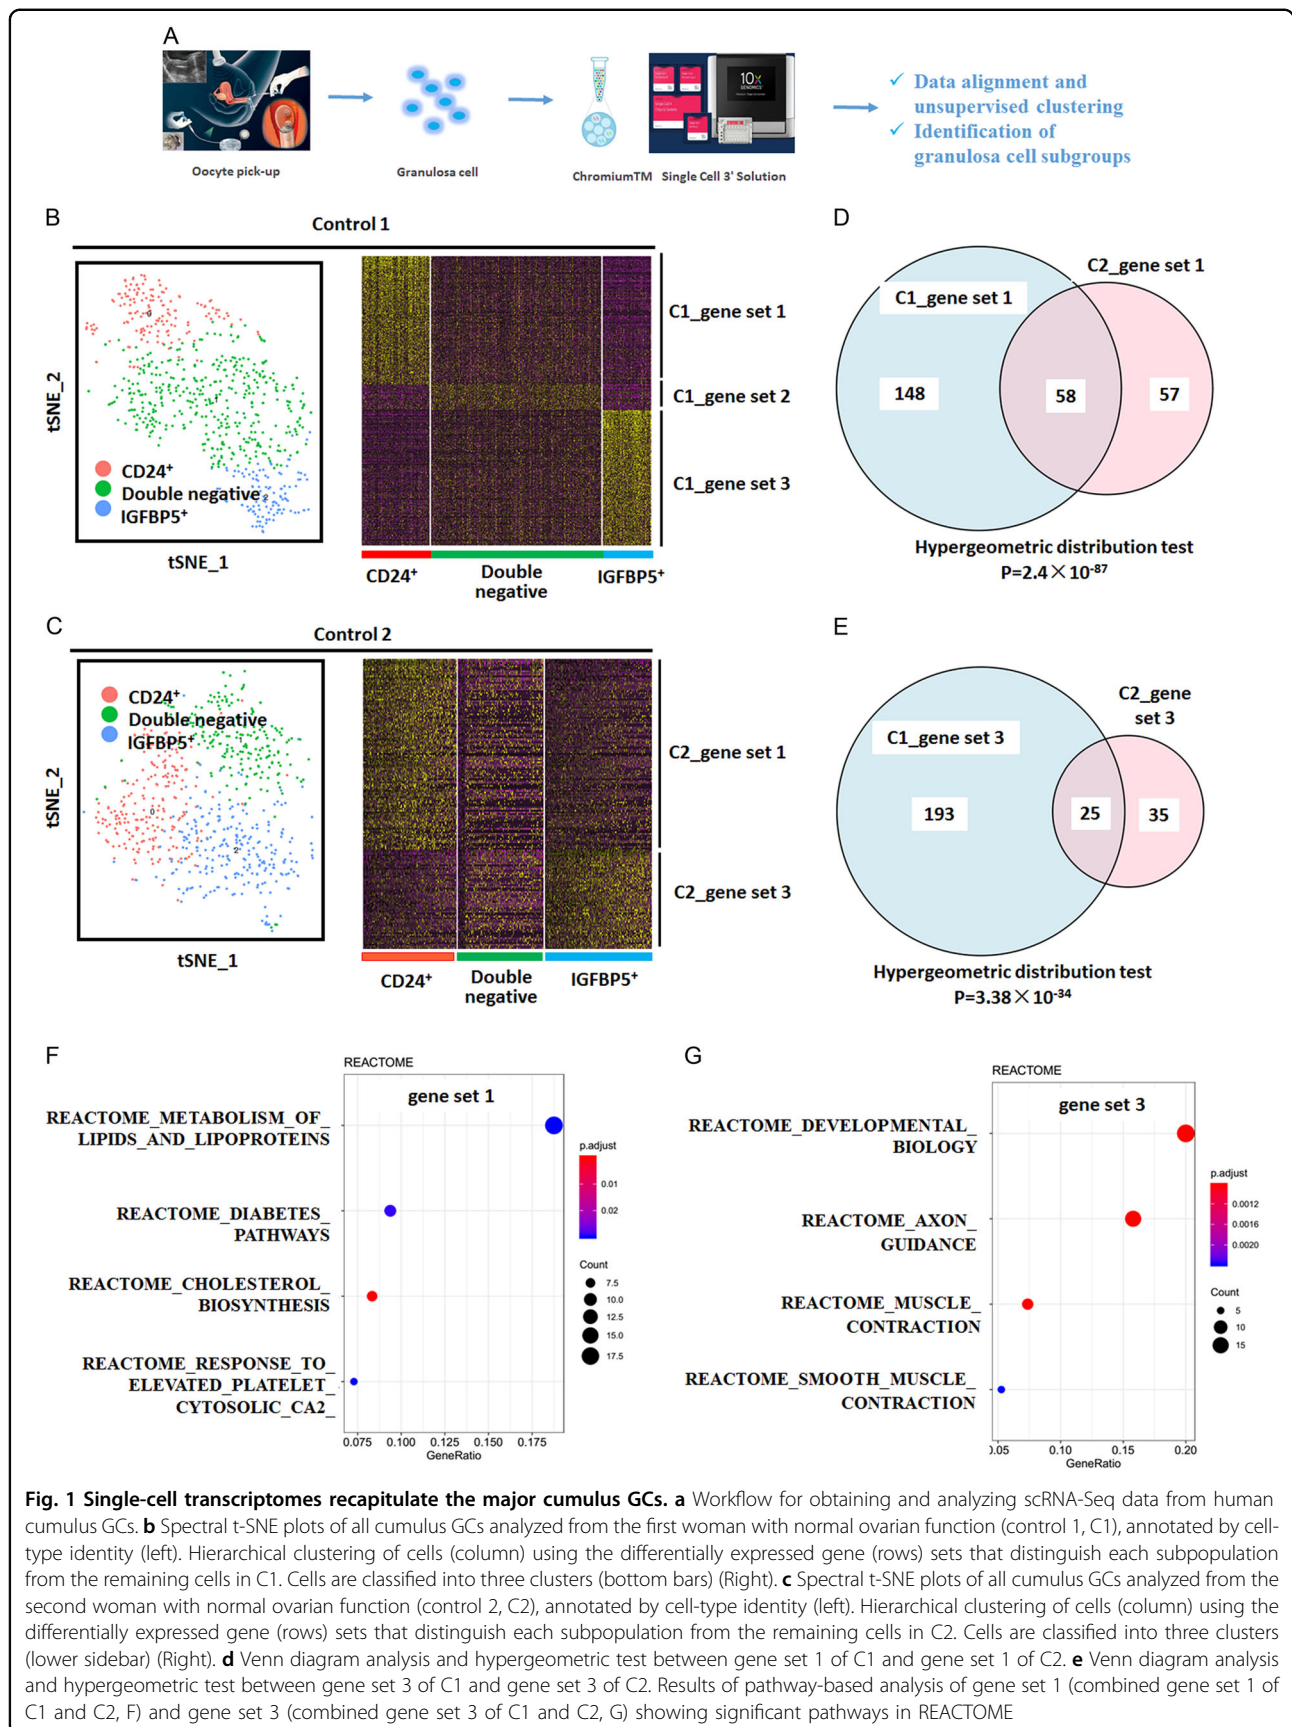 A
10x
GENOMICS
Oocyte pick-up
Granulosa cell
ChromiumTM Single Cell 3' Solution
✓ Data alignment and
unsupervised clustering
✓ Identification of
granulosa cell subgroups
B
Control 1
0
1
2
CD24+
Double negative
IGFBP5+
tSNE_2
tSNE_1
C1_gene set 1
C1_gene set 2
C1_gene set 3
CD24+
Double
negative
IGFBP5+
D
C2_gene set 1
C1_gene set 1
148
58
57
Hypergeometric distribution test
P=2.4×10-87
C
Control 2
CD24+
Double negative
IGFBP5+
0
1
2
tSNE_2
tSNE_1
C2_gene set 1
C2_gene set 3
CD24+
Double
negative
IGFBP5+
E
C2_gene
set 3
C1_gene set 3
193
25
35
Hypergeometric distribution test
P=3.38×10-34
F
REACTOME
gene set 1
REACTOME_METABOLISM_OF_
LIPIDS_AND_LIPOPROTEINS
REACTOME_DIABETES_
PATHWAYS
REACTOME_CHOLESTEROL_
BIOSYNTHESIS
REACTOME_RESPONSE_TO_
ELEVATED_PLATELET_
CYTOSOLIC_CA2_
0.075 0.100 0.125 0.150 0.175
GeneRatio
p.adjust
0.01
0.02
Count
7.5
10.0
12.5
15.0
17.5
G
REACTOME
gene set 3
REACTOME_DEVELOPMENTAL_
BIOLOGY
REACTOME_AXON_
GUIDANCE
REACTOME_MUSCLE_
CONTRACTION
REACTOME_SMOOTH_MUSCLE_
CONTRACTION
0.05 0.10 0.15 0.20
GeneRatio
p.adjust
0.0012
0.0016
0.0020
Count
5
10
15
Fig. 1 Single-cell transcriptomes recapitulate the major cumulus GCs. a Workflow for obtaining and analyzing scRNA-Seq data from human
cumulus GCs. b Spectral t-SNE plots of all cumulus GCs analyzed from the first woman with normal ovarian function (control 1, C1), annotated by cell-
type identity (left). Hierarchical clustering of cells (column) using the differentially expressed gene (rows) sets that distinguish each subpopulation
from the remaining cells in C1. Cells are classified into three clusters (bottom bars) (Right). c Spectral t-SNE plots of all cumulus GCs analyzed from the
second woman with normal ovarian function (control 2, C2), annotated by cell-type identity (left). Hierarchical clustering of cells (column) using the
differentially expressed gene (rows) sets that distinguish each subpopulation from the remaining cells in C2. Cells are classified into three clusters
(lower sidebar) (Right). d Venn diagram analysis and hypergeometric test between gene set 1 of C1 and gene set 1 of C2. e Venn diagram analysis
and hypergeometric test between gene set 3 of C1 and gene set 3 of C2. Results of pathway-based analysis of gene set 1 (combined gene set 1 of
C1 and C2, F) and gene set 3 (combined gene set 3 of C1 and C2, G) showing significant pathways in REACTOME